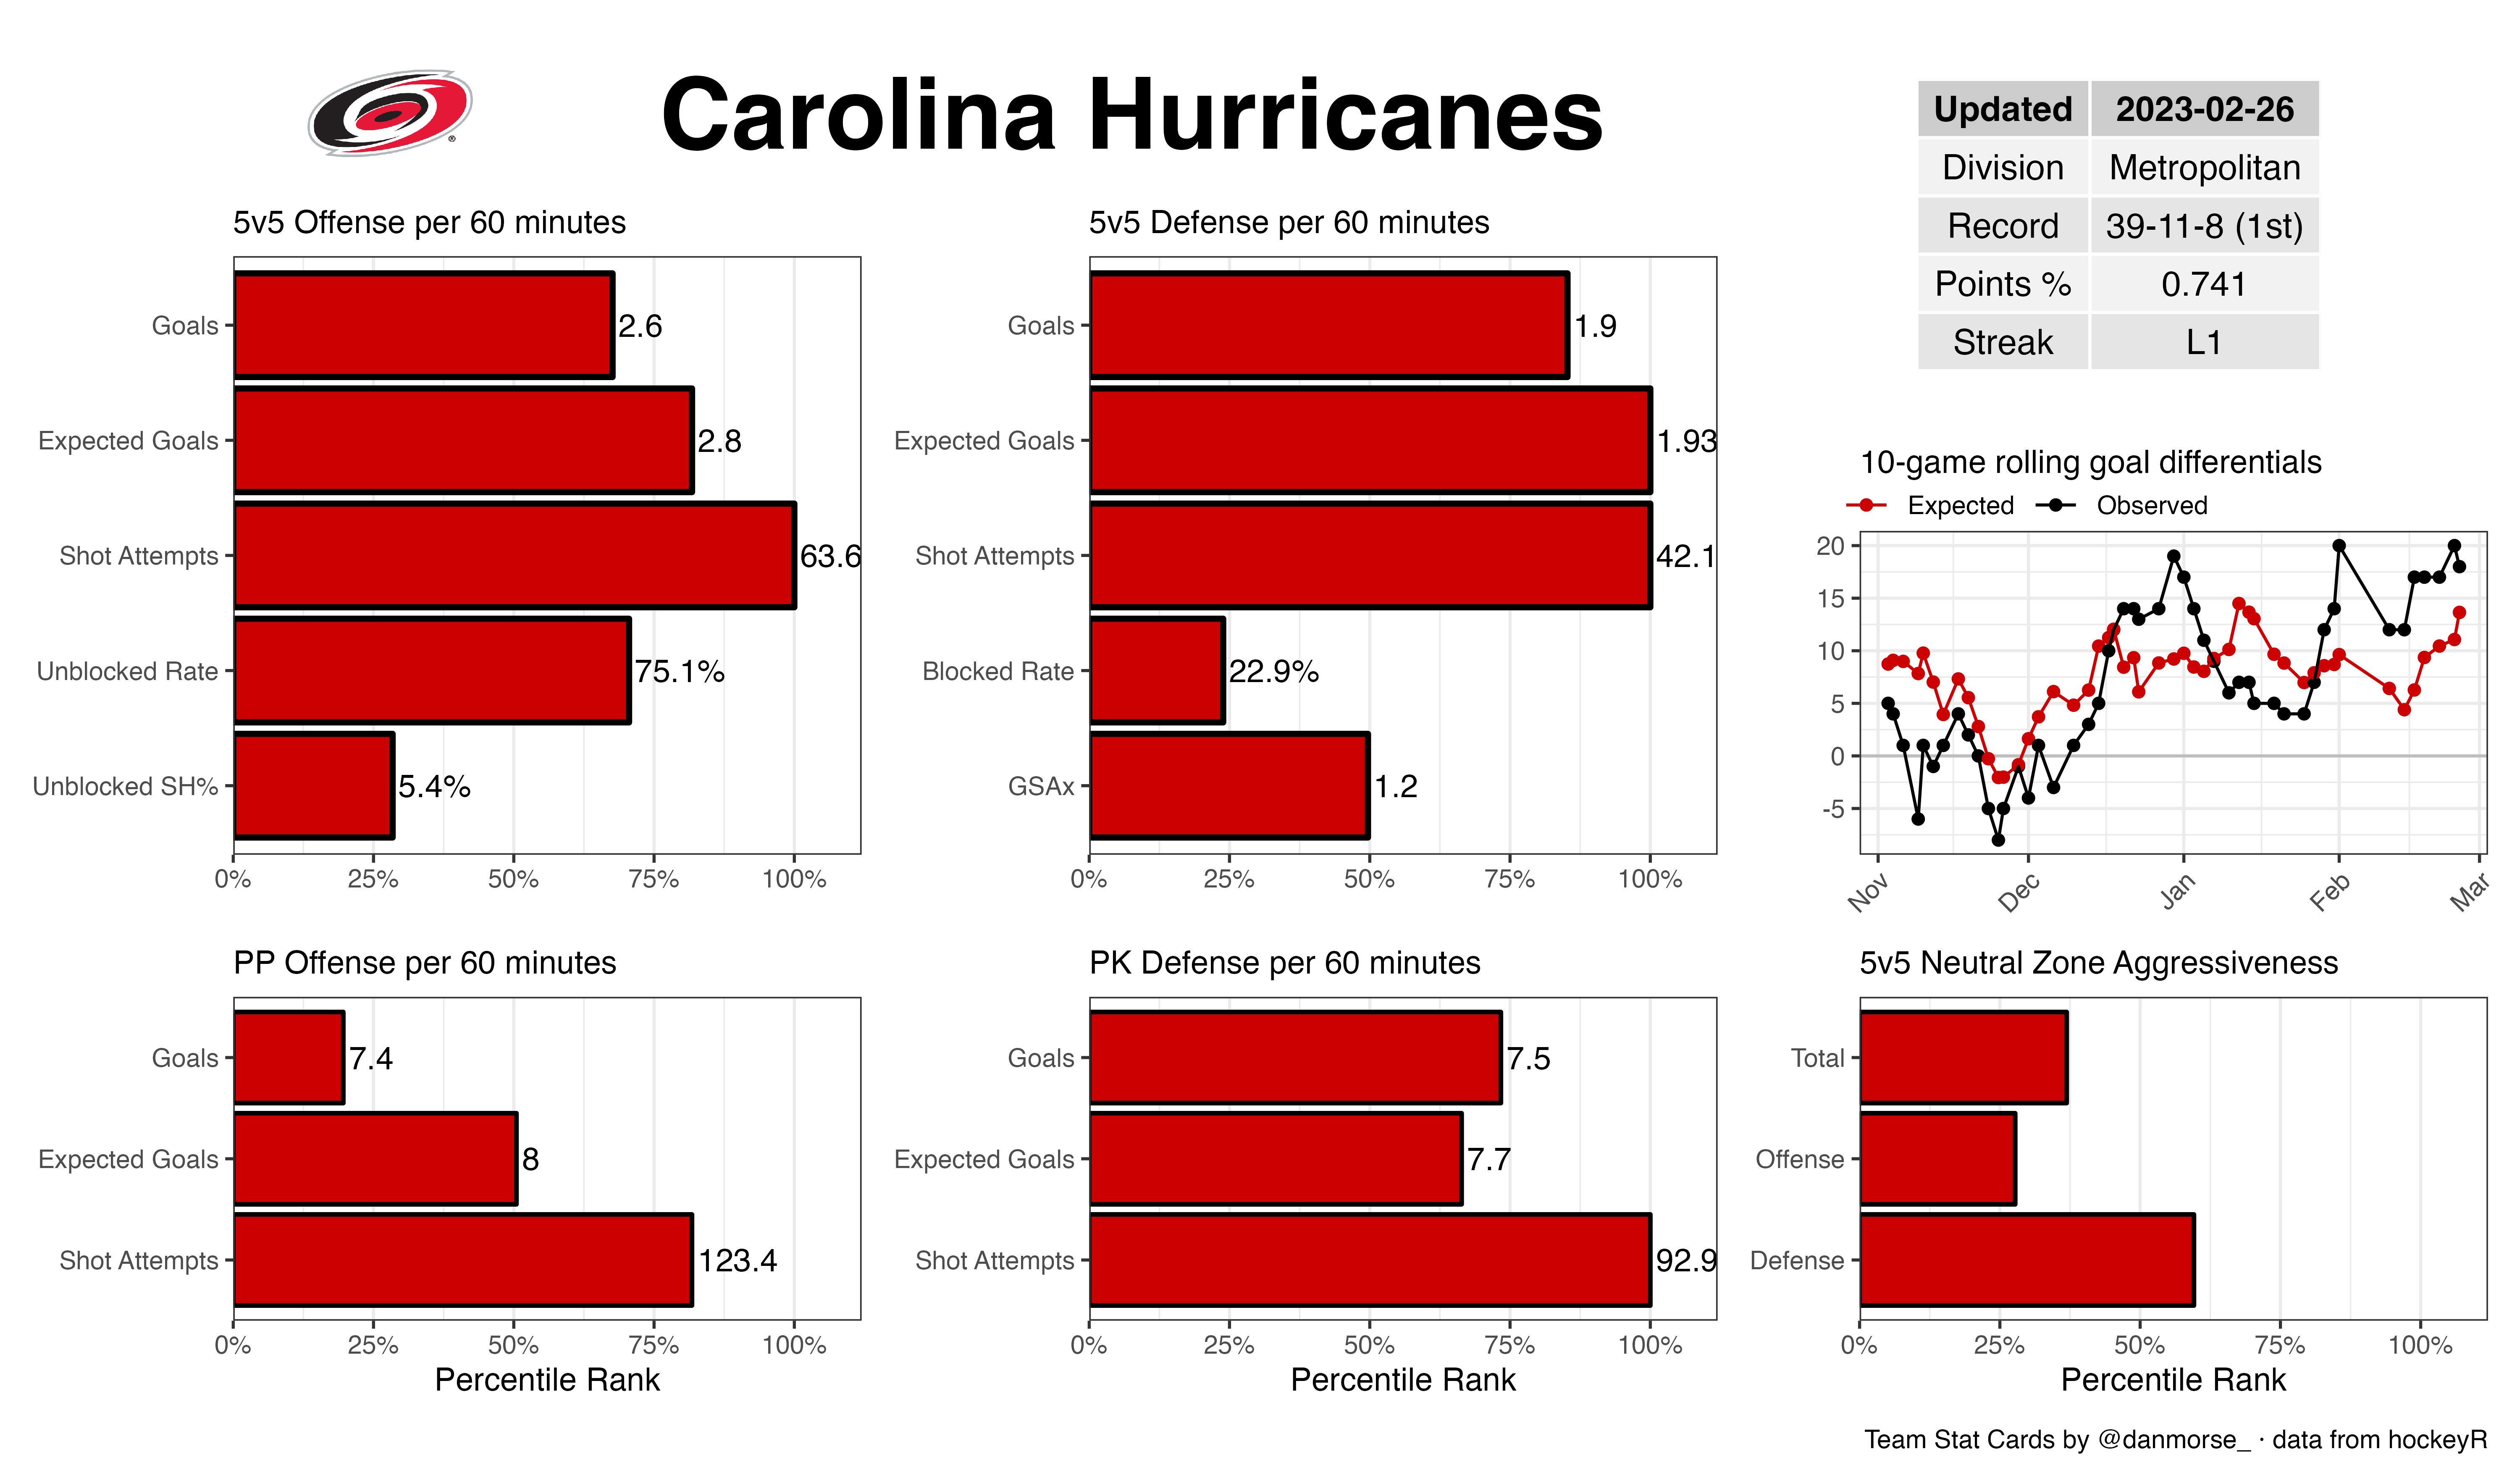 Carolina Hurricanes
Updated 2023-02-26
Division Metropolitan
Record 39-11-8 (1st)
Points % 0.741
Streak L1
5v5 Offense per 60 minutes
Goals 2.6
Expected Goals 2.8
Shot Attempts 63.6
Unblocked Rate 75.1%
Unblocked SH% 5.4%
0% 25% 50% 75% 100%
5v5 Defense per 60 minutes
Goals 1.9
Expected Goals 1.93
Shot Attempts 42.1
Blocked Rate 22.9%
GSAx 1.2
0% 25% 50% 75% 100%
10-game rolling goal differentials
Expected Observed
20
15
10
5
0
-5
Nov Dec Jan Feb Mar
PP Offense per 60 minutes
Goals 7.4
Expected Goals 8
Shot Attempts 123.4
0% 25% 50% 75% 100%
Percentile Rank
PK Defense per 60 minutes
Goals 7.5
Expected Goals 7.7
Shot Attempts 92.9
0% 25% 50% 75% 100%
Percentile Rank
5v5 Neutral Zone Aggressiveness
Total
Offense
Defense
0% 25% 50% 75% 100%
Percentile Rank
Team Stat Cards by @danmorse_ · data from hockeyR